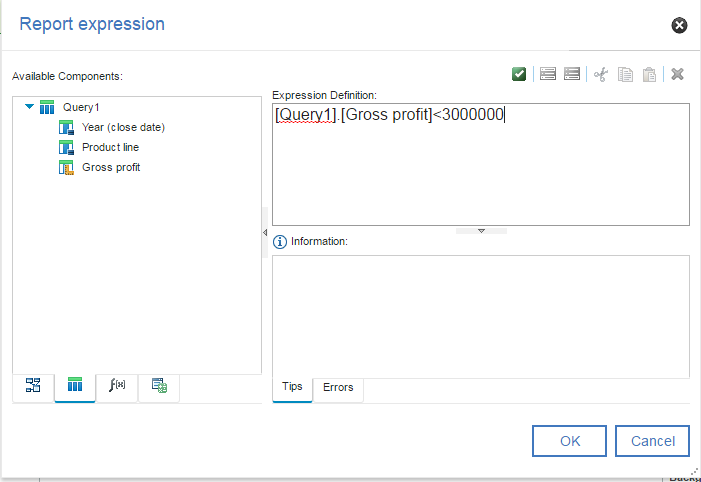 Report expression
Available Components:
Query1
Year (close date)
Product line
Gross profit
f(x)
Expression Definition:
[Query1].[Gross profit]<3000000
Information:
Tips
Errors
OK
Cancel